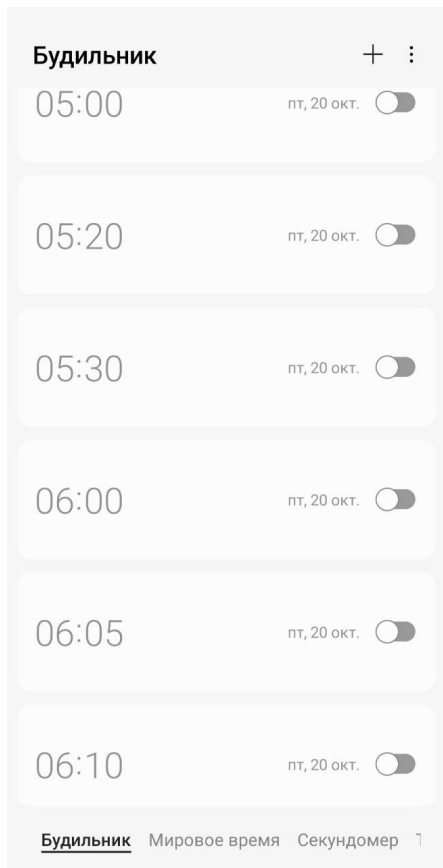 Будильник
05:00 пт, 20 окт.
05:20 пт, 20 окт.
05:30 пт, 20 окт.
06:00 пт, 20 окт.
06:05 пт, 20 окт.
06:10 пт, 20 окт.
Будильник Мировое время Секундомер